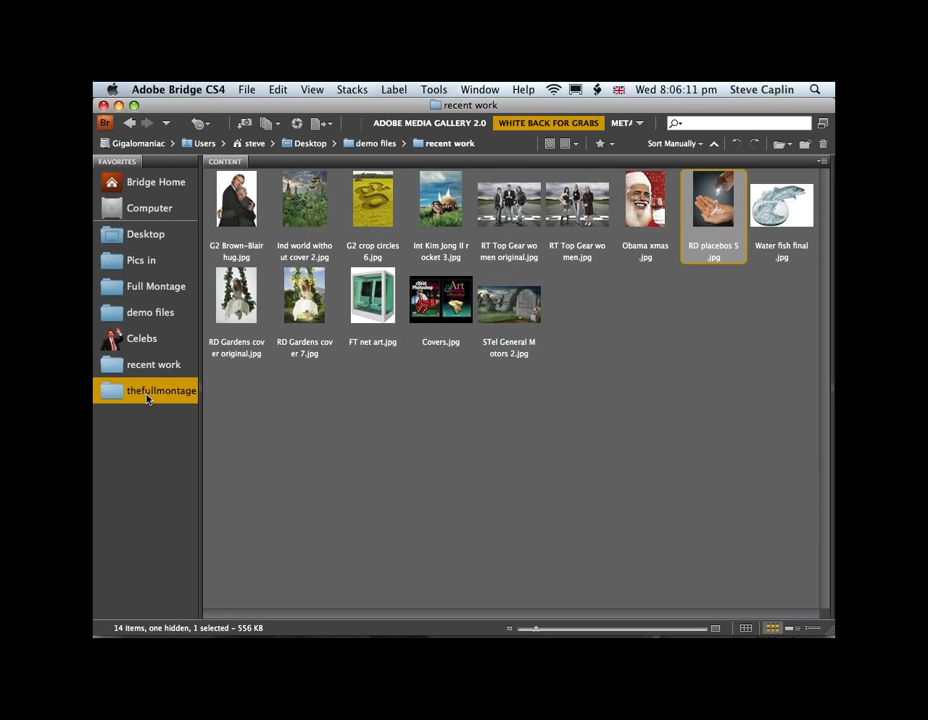 Adobe Bridge CS4 File Edit View Stacks Label Tools Window Help Wed 8:06:11 pm Steve Caplin
recent work
Br ADOBE MEDIA GALLERY 2.0 WHITE BACK FOR GRABS META
Gigalomaniac Users steve Desktop demo files recent work Sort Manually
FAVORITES
CONTENT
Bridge Home
Computer
Desktop
Pics in
Full Montage
demo files
Celebs
recent work
thefullmontage
G2 Brown-Blair
hug.jpg
Ind world witho
ut cover 2.jpg
G2 crop circles
6.jpg
Int Kim Jong Il r
ocket 3.jpg
RT Top Gear wo
men original.jpg
RT Top Gear wo
men.jpg
Obama xmas
.jpg
RD placebos 5
.jpg
Water fish final
.jpg
RD Gardens cov
er original.jpg
RD Gardens cov
er 7.jpg
FT net art.jpg
Covers.jpg
STel General M
otors 2.jpg
14 items, one hidden, 1 selected - 556 KB